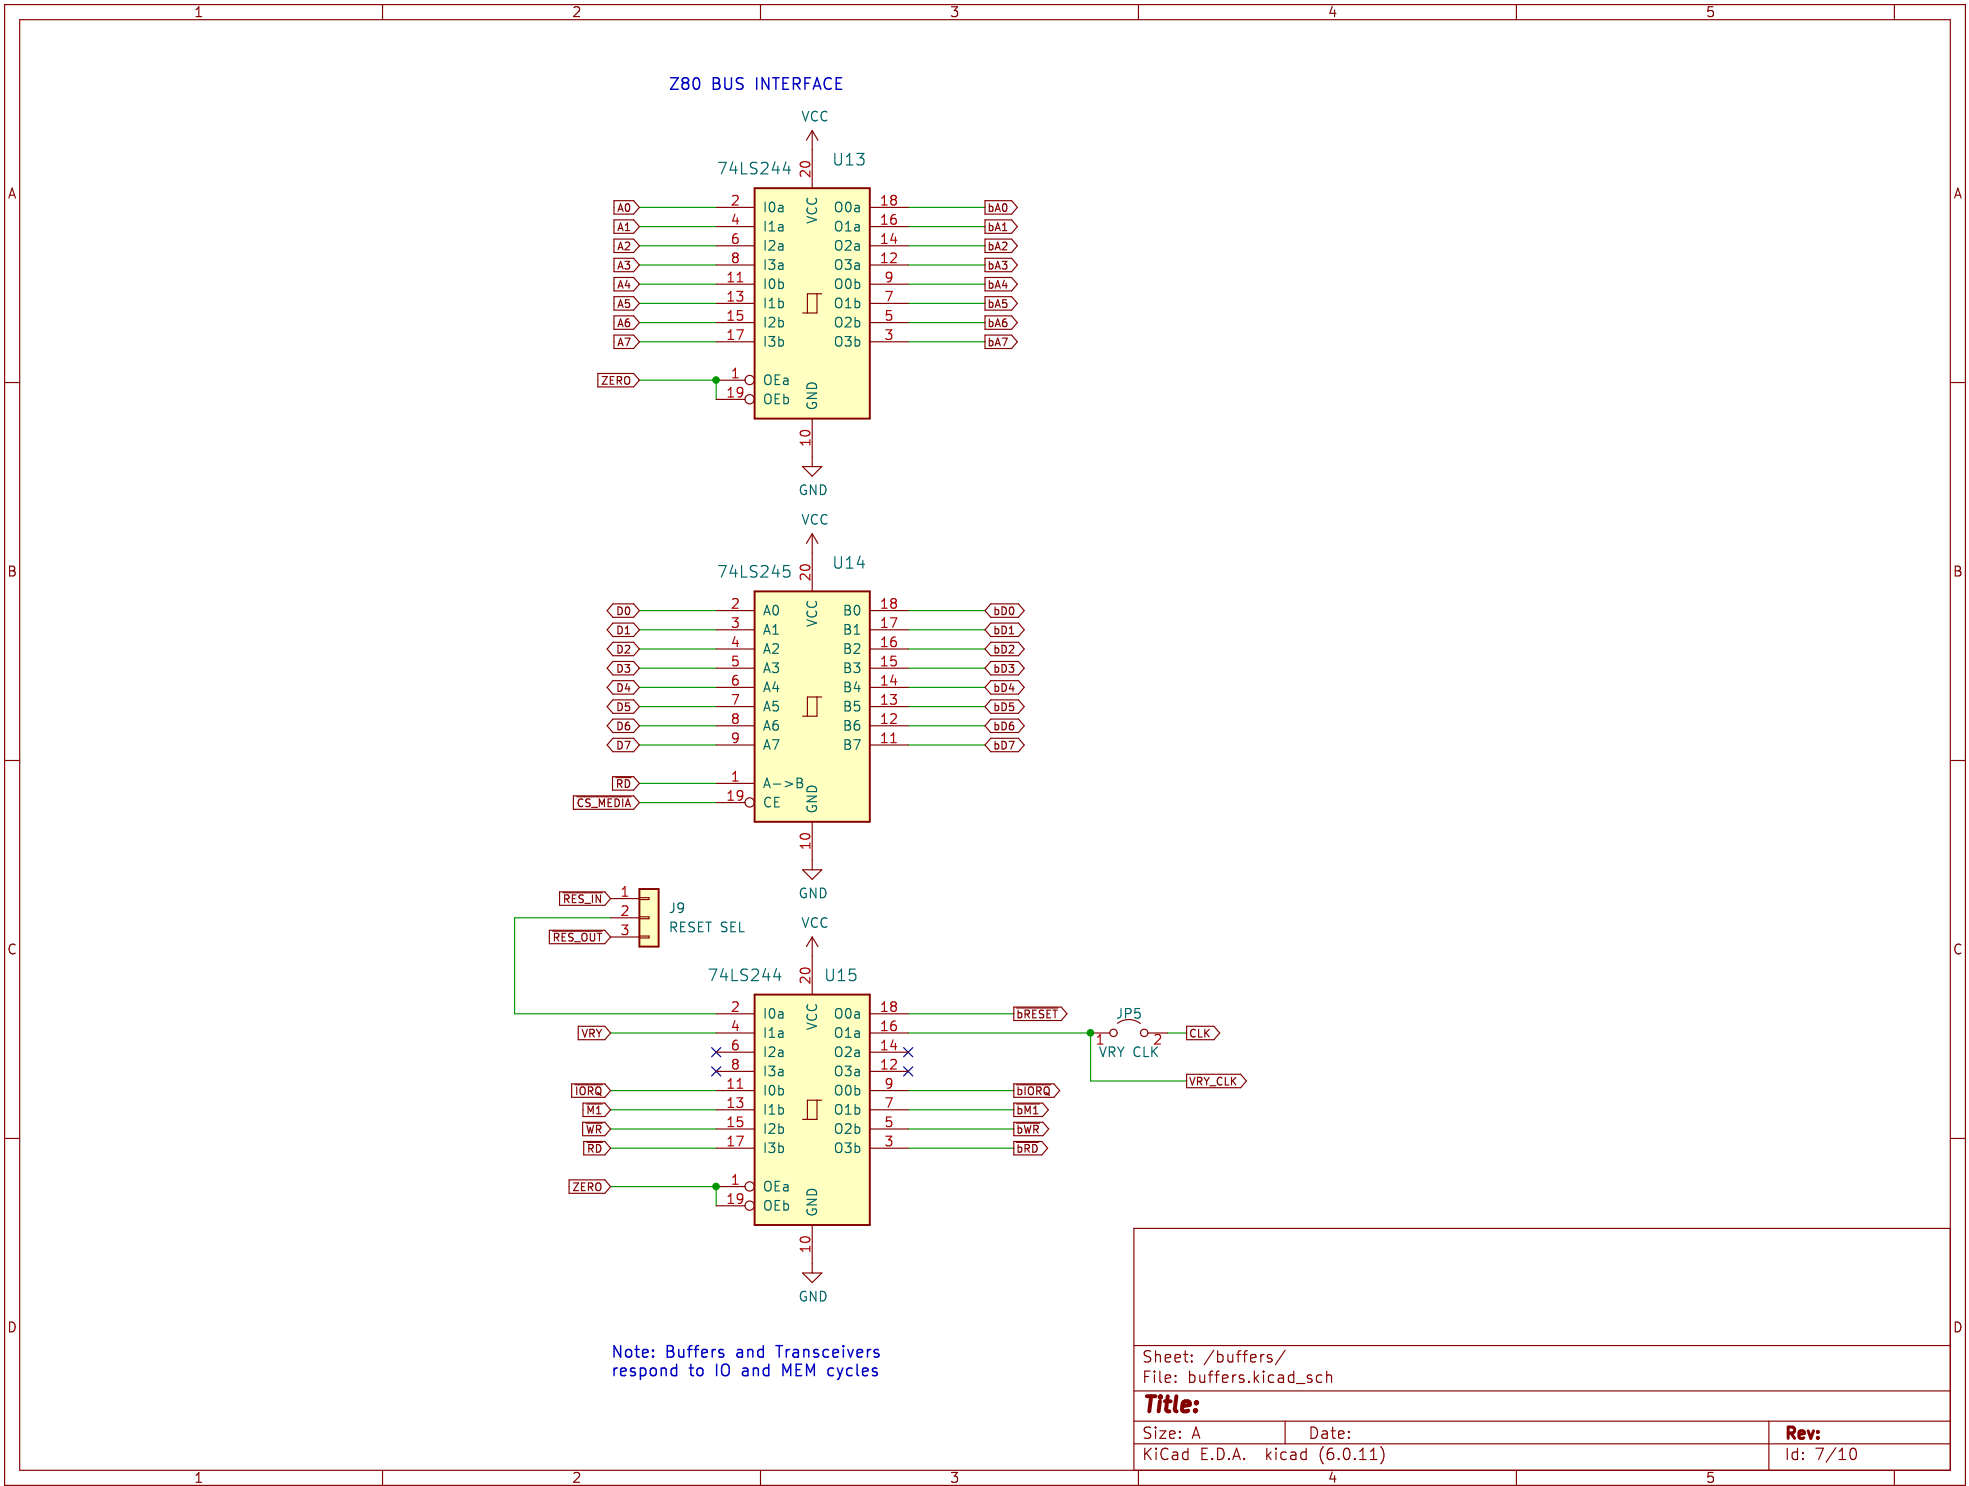 1 2 3 4 5
A A
B B
C C
D D
Z80 BUS INTERFACE
VCC
74LS244 U13
20
A0 2 I0a VCC O0a 18 bA0
A1 4 I1a O1a 16 bA1
A2 6 I2a O2a 14 bA2
A3 8 I3a O3a 12 bA3
A4 11 I0b O0b 9 bA4
A5 13 I1b O1b 7 bA5
A6 15 I2b O2b 5 bA6
A7 17 I3b O3b 3 bA7
ZERO 1 OEa
19 OEb GND
10
GND
VCC
74LS245 U14
20
D0 2 A0 VCC B0 18 bD0
D1 3 A1 B1 17 bD1
D2 4 A2 B2 16 bD2
D3 5 A3 B3 15 bD3
D4 6 A4 B4 14 bD4
D5 7 A5 B5 13 bD5
D6 8 A6 B6 12 bD6
D7 9 A7 B7 11 bD7
RD 1 A->B
CS_MEDIA 19 CE GND
10
GND
RES_IN 1
2
RES_OUT 3
J9
RESET SEL
VCC
74LS244 U15
20
2 I0a VCC O0a 18 bRESET
VRY 4 I1a O1a 16
6 I2a O2a 14
8 I3a O3a 12
IORQ 11 I0b O0b 9 bIORQ
M1 13 I1b O1b 7 bM1
WR 15 I2b O2b 5 bWR
RD 17 I3b O3b 3 bRD
ZERO 1 OEa
19 OEb GND
10
GND
JP5
1 2 CLK
VRY CLK
VRY_CLK
Note: Buffers and Transceivers
respond to IO and MEM cycles
Sheet: /buffers/
File: buffers.kicad_sch
Title:
Size: A Date: Rev:
KiCad E.D.A. kicad (6.0.11) Id: 7/10
1 2 3 4 5